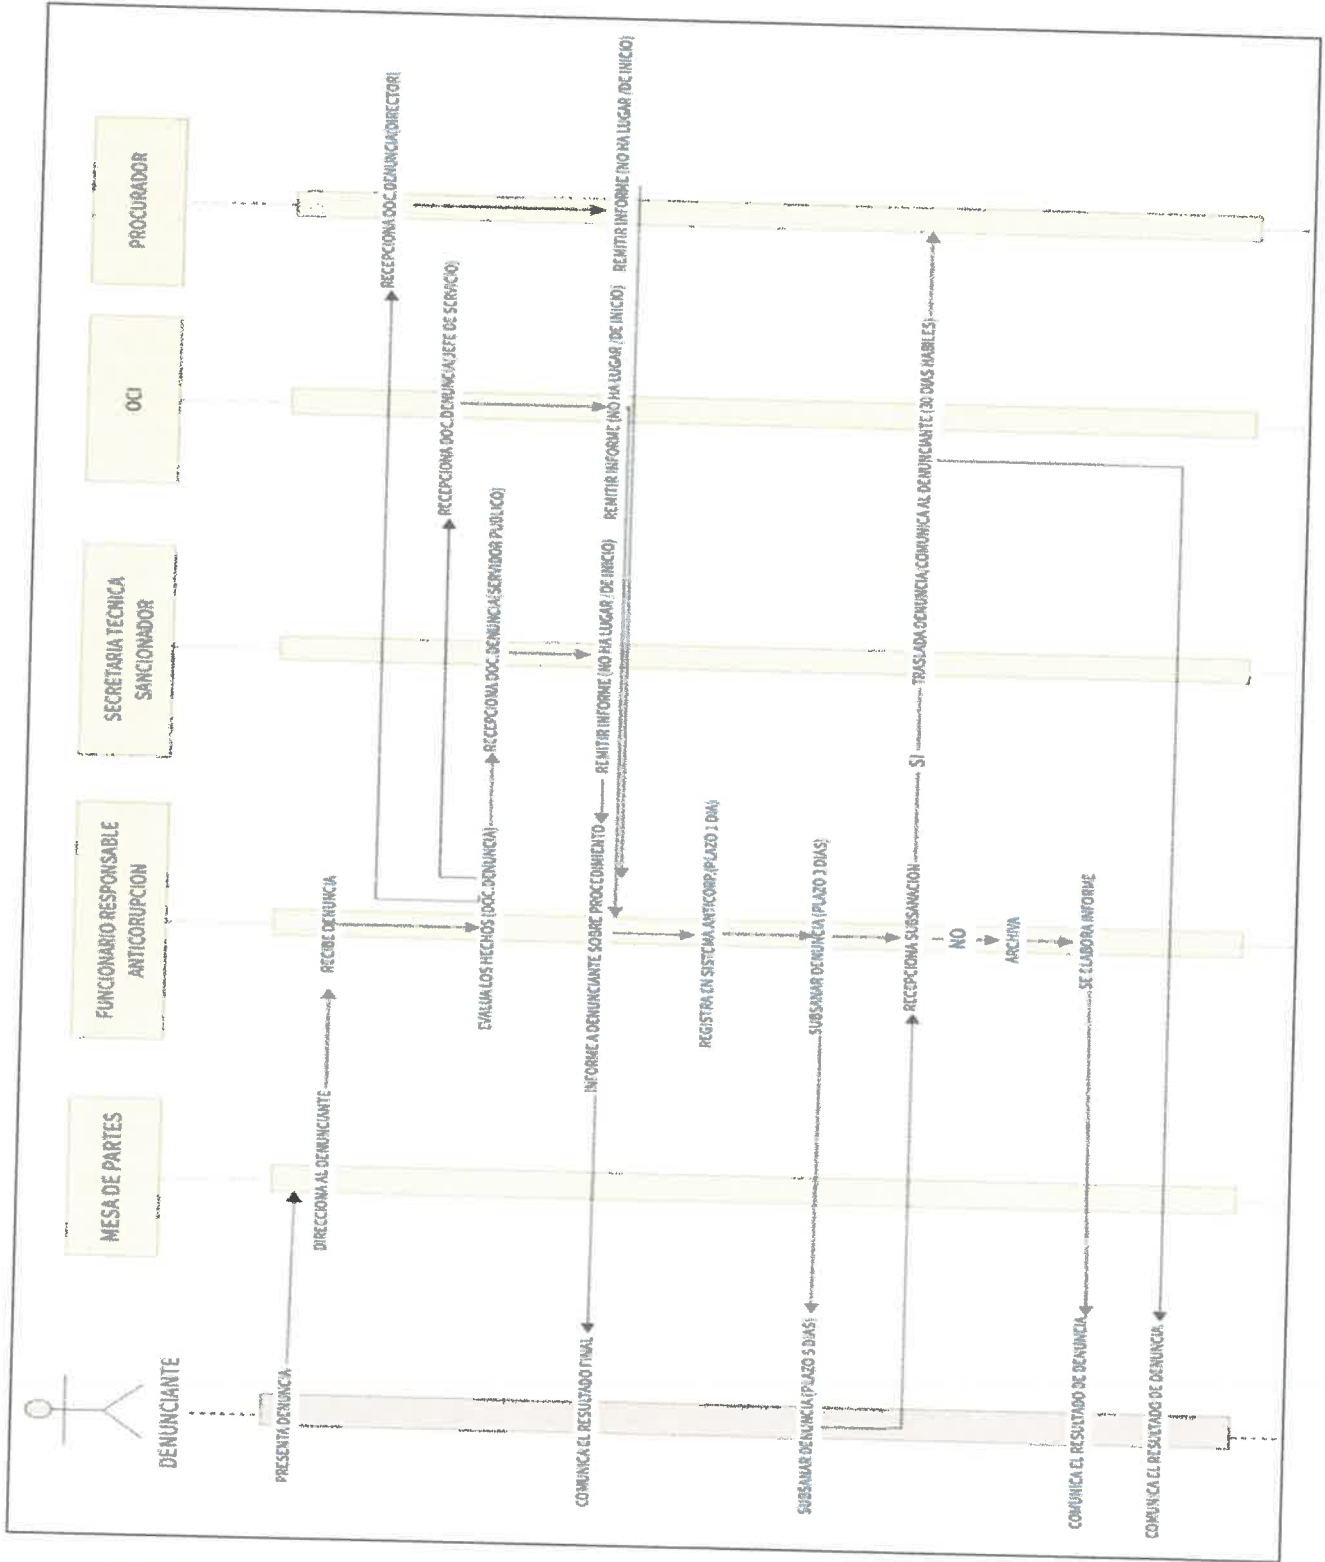 DENUNCIANTE
MESA DE PARTES
FUNCIONARIO RESPONSABLE
ANTICORUPCION
SECRETARIA TECNICA
SANCIONADOR
OCI
PROCURADOR
PRESENTA DENUNCIA
DIRECCIONA AL DENUNCIANTE
RECIBE DENUNCIA
RECEPCIONA DOC.DENUNCIA(DIRECTOR)
RECEPCIONA DOC.DENUNCIA(JEFE DE SERVICIO)
EVALUA LOS HECHOS (DOC.DENUNCIA)
RECEPCIONA DOC.DENUNCIA(SERVIDOR PUBLICO)
COMUNICA EL RESULTADO FINAL
INFORME A DENUNCIANTE SOBRE PROCEDIMIENTO
REMITIR INFORME (NO HA LUGAR /DE INICIO)
REMITIR INFORME (NO HA LUGAR /DE INICIO)
REMITIR INFORME (NO HA LUGAR /DE INICIO)
REGISTRA EN SISTEMA ANTICORP.(PLAZO 1 DIA)
SUBSANAR DENUNCIA (PLAZO 5 DIAS)
SUBSANAR DENUNCIA (PLAZO 3 DIAS)
RECEPCIONA SUBSANACION
SI
TRASLADA DENUNCIA/COMUNICA AL DENUNCIANTE (30 DIAS HABILES)
NO
ARCHIVA
SE ELABORA INFORME
COMUNICA EL RESULTADO DE DENUNCIA
COMUNICA EL RESULTADO DE DENUNCIA